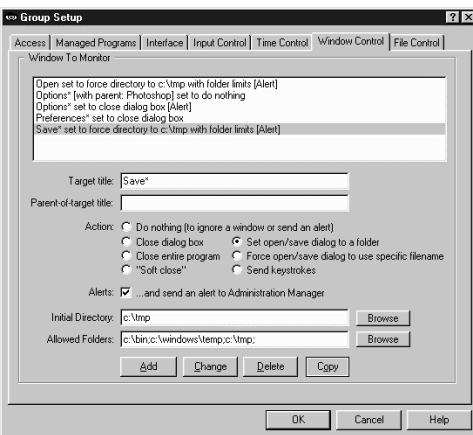 Group Setup
Access Managed Programs Interface Input Control Time Control Window Control File Control
Window To Monitor
Open set to force directory to c:\tmp with folder limits [Alert]
Options* [with parent: Photoshop] set to do nothing
Options* set to close dialog box [Alert]
Preferences* set to close dialog box
Save* set to force directory to c:\tmp with folder limits [Alert]
Target title: Save*
Parent-of-target title:
Action: Do nothing (to ignore a window or send an alert)
Close dialog box Set open/save dialog to a folder
Close entire program Force open/save dialog to use specific filename
"Soft close" Send keystrokes
Alerts: ...and send an alert to Administration Manager
Initial Directory: c:\tmp Browse
Allowed Folders: c:\bin;c:\windows\temp;c:\tmp; Browse
Add Change Delete Copy
OK Cancel Help